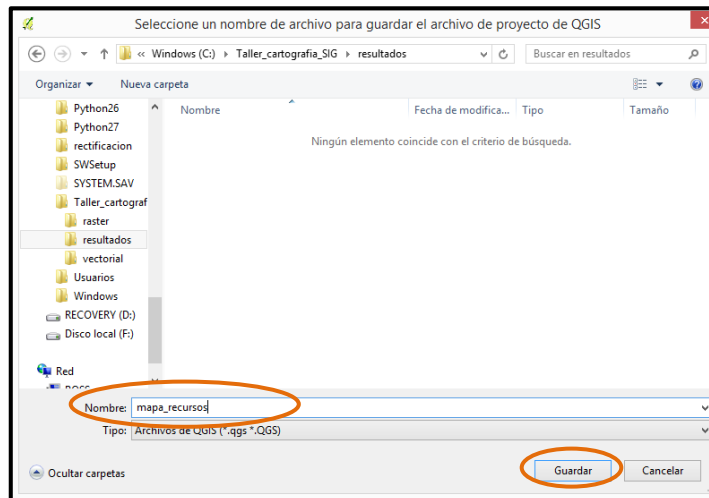 Seleccione un nombre de archivo para guardar el archivo de proyecto de QGIS
« Windows (C:) Taller_cartografia_SIG resultados
Buscar en resultados
Organizar Nueva carpeta
Nombre Fecha de modifica... Tipo Tamaño
Ningún elemento coincide con el criterio de búsqueda.
Python26
Python27
rectificacion
SWSetup
SYSTEM.SAV
Taller_cartograf
raster
resultados
vectorial
Usuarios
Windows
RECOVERY (D:)
Disco local (F:)
Red
Nombre: mapa_recursos
Tipo: Archivos de QGIS (*.qgs *.QGS)
Ocultar carpetas
Guardar Cancelar